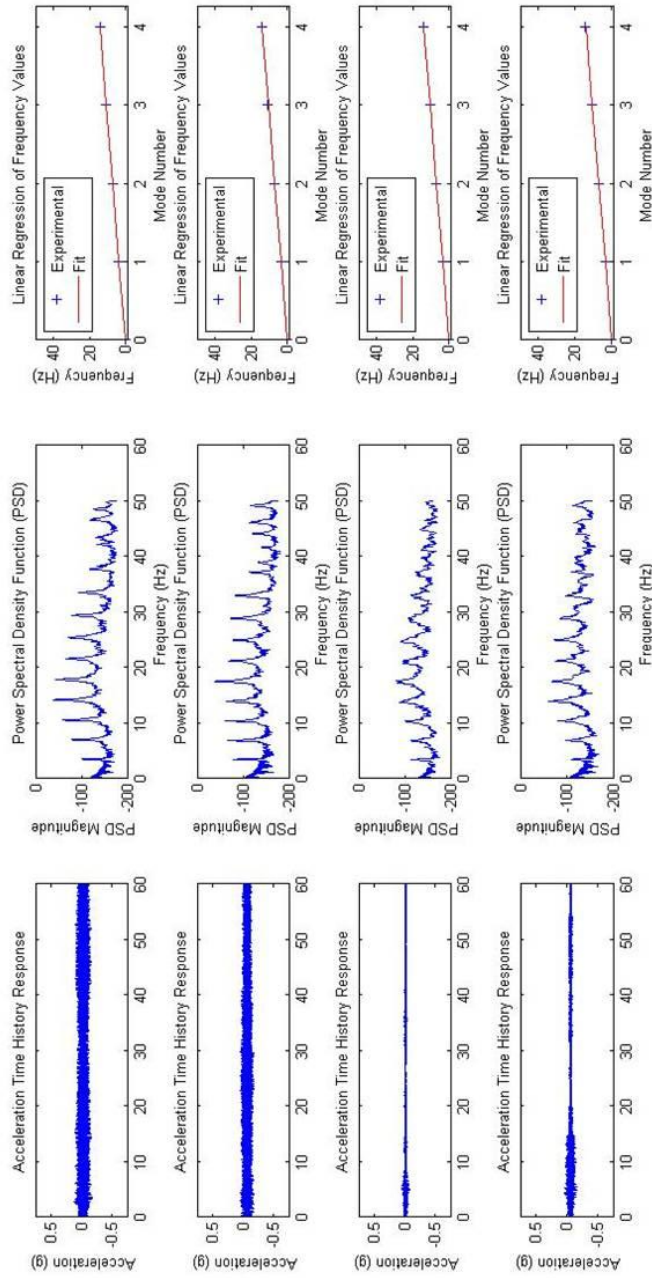 Acceleration Time History Response
Acceleration (g)
0.5
0
-0.5
0 10 20 30 40 50 60
Power Spectral Density Function (PSD)
PSD Magnitude
0
-100
-200
0 10 20 30 40 50 60
Frequency (Hz)
Linear Regression of Frequency Values
Frequency (Hz)
40
20
0
Experimental
Fit
0 1 2 3 4
Mode Number
Acceleration Time History Response
Acceleration (g)
0.5
0
-0.5
0 10 20 30 40 50 60
Power Spectral Density Function (PSD)
PSD Magnitude
0
-100
-200
0 10 20 30 40 50 60
Frequency (Hz)
Linear Regression of Frequency Values
Frequency (Hz)
40
20
0
Experimental
Fit
0 1 2 3 4
Mode Number
Acceleration Time History Response
Acceleration (g)
0.5
0
-0.5
0 10 20 30 40 50 60
Power Spectral Density Function (PSD)
PSD Magnitude
0
-100
-200
0 10 20 30 40 50 60
Frequency (Hz)
Linear Regression of Frequency Values
Frequency (Hz)
40
20
0
Experimental
Fit
0 1 2 3 4
Mode Number
Acceleration Time History Response
Acceleration (g)
0.5
0
-0.5
0 10 20 30 40 50 60
Power Spectral Density Function (PSD)
PSD Magnitude
0
-100
-200
0 10 20 30 40 50 60
Frequency (Hz)
Linear Regression of Frequency Values
Frequency (Hz)
40
20
0
Experimental
Fit
0 1 2 3 4
Mode Number